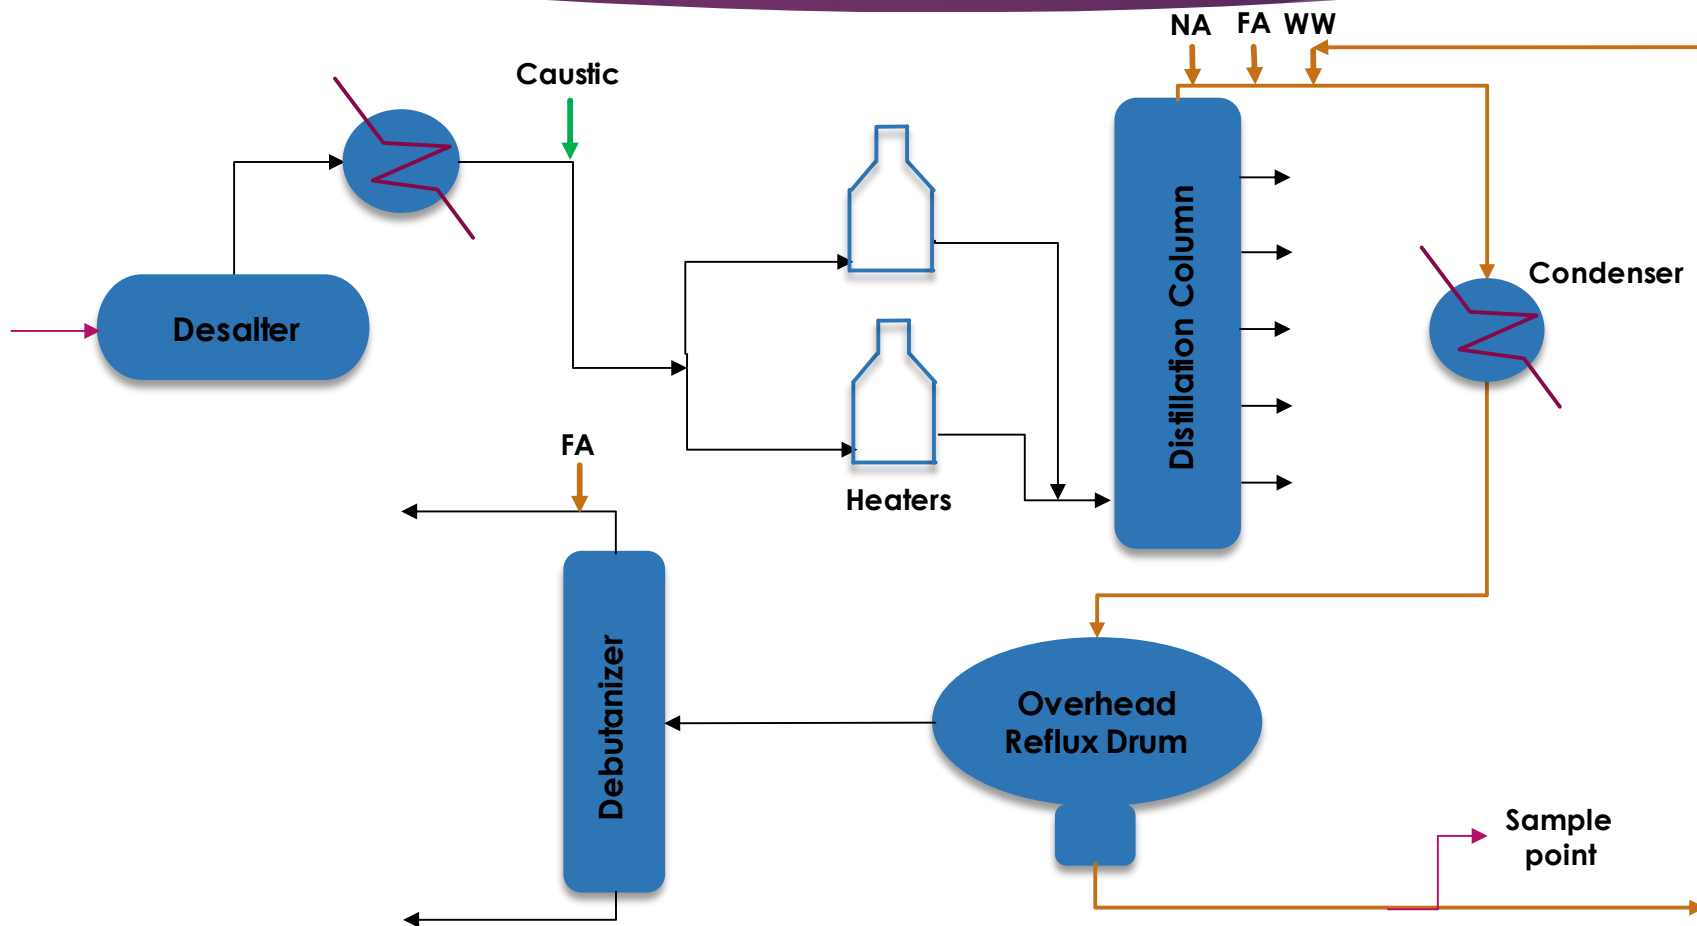 NA FA WW
Caustic
Distillation Column
Condenser
Desalter
FA
Heaters
Debutanizer
Overhead
Reflux Drum
Sample
point